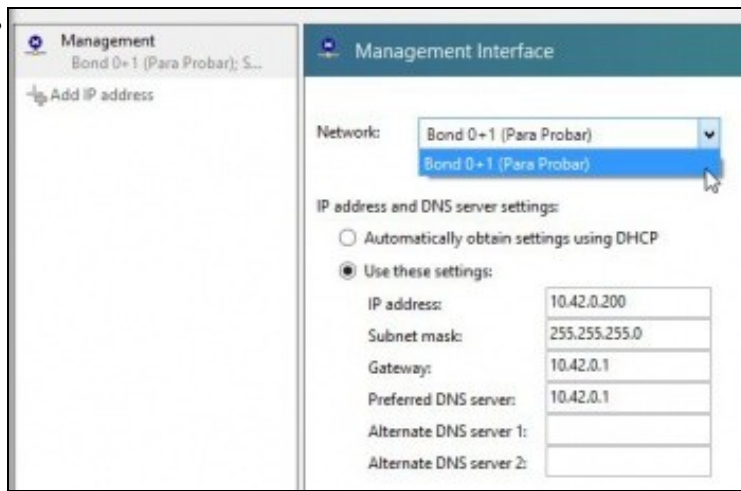 Management
Bond 0+1 (Para Probar); S...
Add IP address
Management Interface
Network: Bond 0+1 (Para Probar)
Bond 0+1 (Para Probar)
IP address and DNS server settings:
Automatically obtain settings using DHCP
Use these settings:
IP address: 10.42.0.200
Subnet mask: 255.255.255.0
Gateway: 10.42.0.1
Preferred DNS server: 10.42.0.1
Alternate DNS server 1:
Alternate DNS server 2: